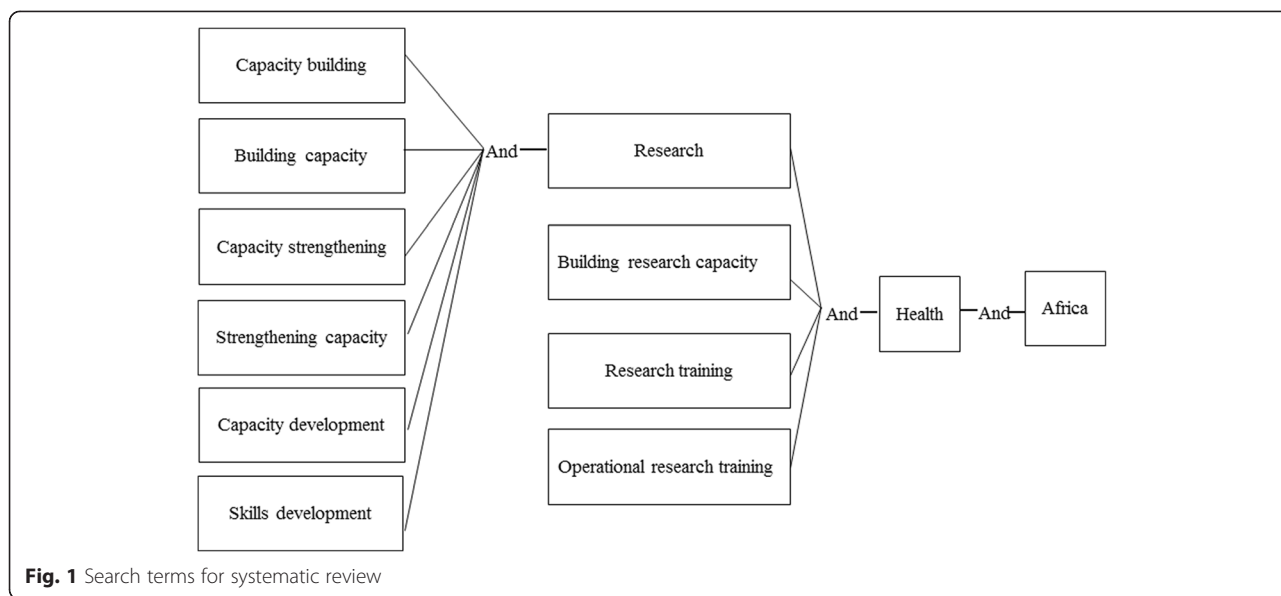 Capacity building
Building capacity
Capacity strengthening
Strengthening capacity
Capacity development
Skills development
And
Research
Building research capacity
Research training
Operational research training
And
Health
And
Africa
Fig. 1 Search terms for systematic review